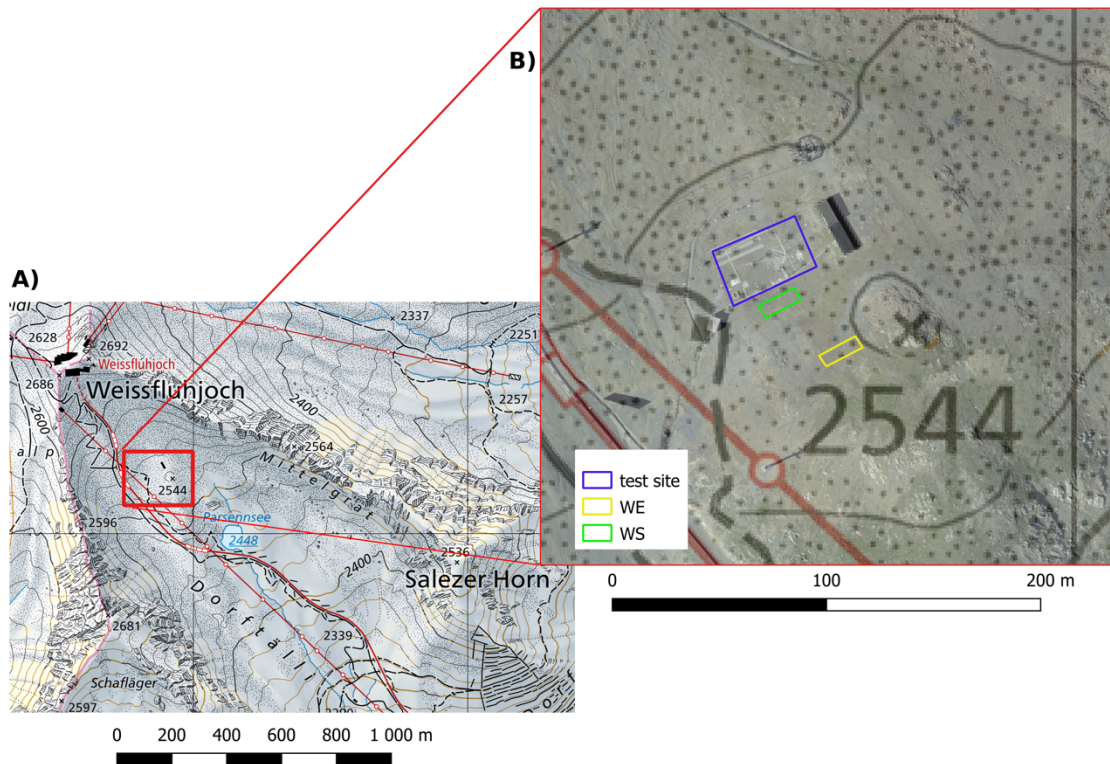 B)
2544
test site
WE
WS
0 100 200 m
A)
2628
2692
2337
2251
Weissfluhjoch
2686
Weissfluhjoch
2400
2257
2600
a l p
2564
Mittergrat
2544
2596
Parsennsee
2448
2400
2536
Salezer Horn
Dorftälli
2681
2339
Schafläger
2597
0 200 400 600 800 1 000 m